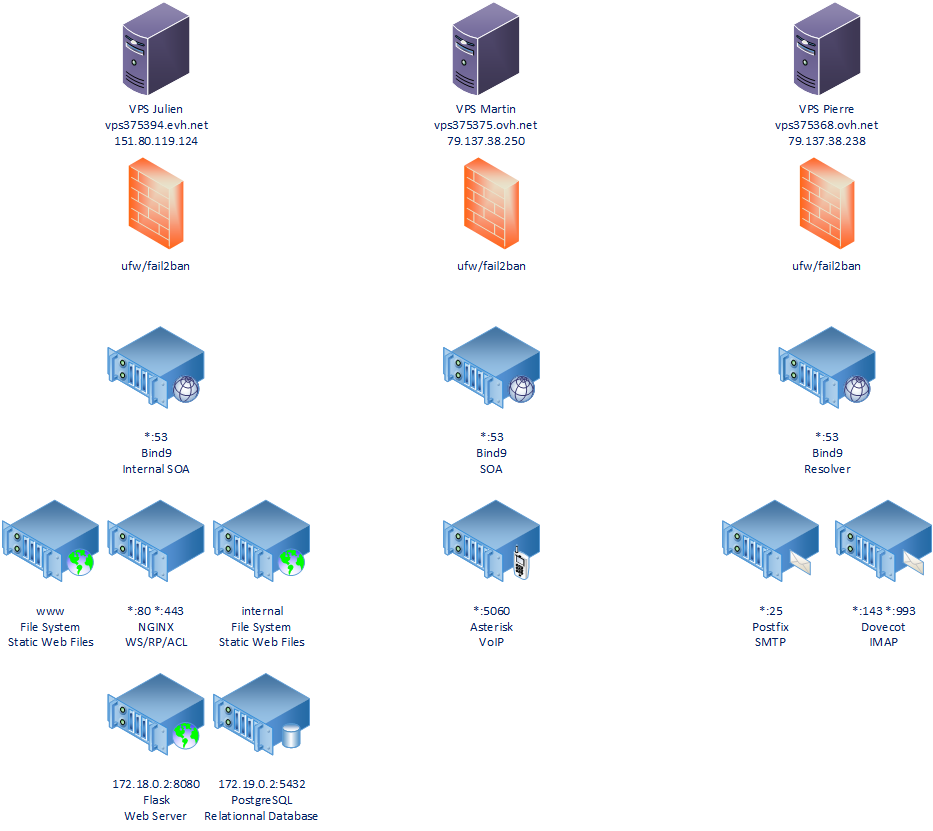 VPS Julien
vps375394.evh.net
151.80.119.124
VPS Martin
vps375375.ovh.net
79.137.38.250
VPS Pierre
vps375368.ovh.net
79.137.38.238
ufw/fail2ban
ufw/fail2ban
ufw/fail2ban
*:53
Bind9
Internal SOA
*:53
Bind9
SOA
*:53
Bind9
Resolver
www
File System
Static Web Files
*:80 *:443
NGINX
WS/RP/ACL
internal
File System
Static Web Files
*:5060
Asterisk
VoIP
*:25
Postfix
SMTP
*:143 *:993
Dovecot
IMAP
172.18.0.2:8080
Flask
Web Server
172.19.0.2:5432
PostgreSQL
Relationnal Database